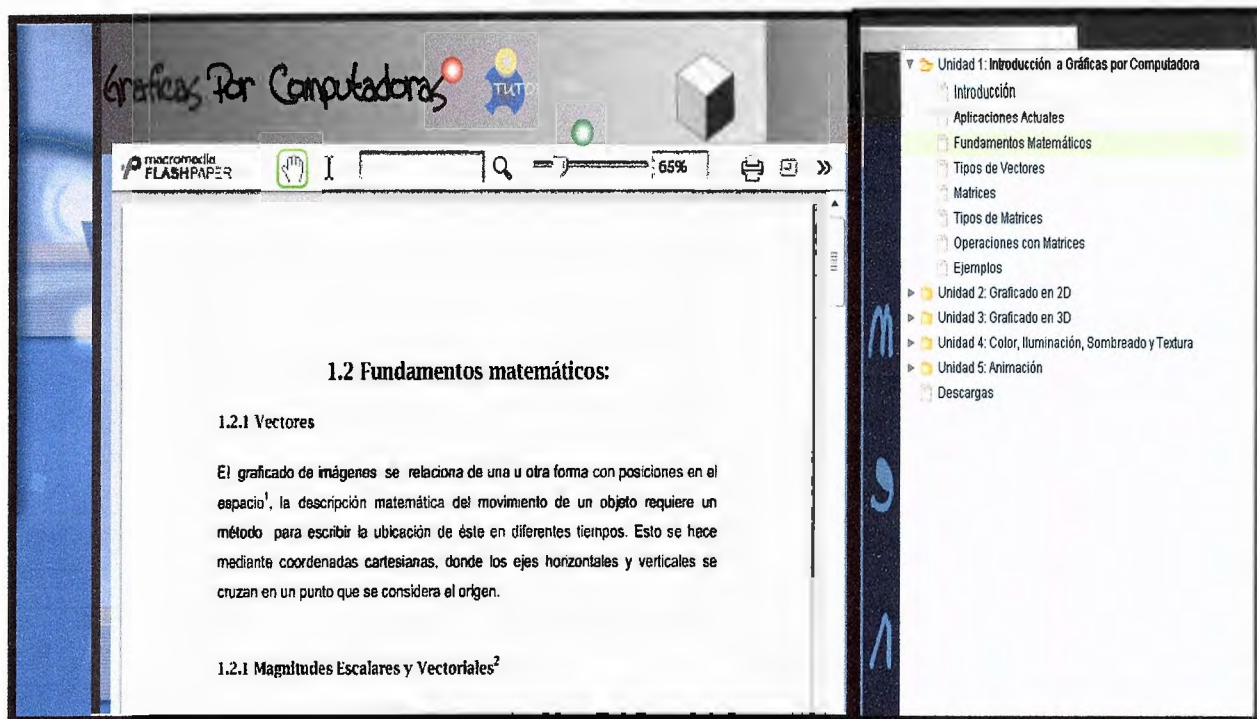 Graficas Por Computadoras
TUTO
macromedia
FLASHPAPER
65%
1.2 Fundamentos matemáticos:
1.2.1 Vectores
El graficado de imágenes se relaciona de una u otra forma con posiciones en el
espacio1, la descripción matemática del movimiento de un objeto requiere un
método para escribir la ubicación de éste en diferentes tiempos. Esto se hace
mediante coordenadas cartesianas, donde los ejes horizontales y verticales se
cruzan en un punto que se considera el origen.
1.2.1 Magnitudes Escalares y Vectoriales2
Unidad 1: Introducción a Gráficas por Computadora
Introducción
Aplicaciones Actuales
Fundamentos Matemáticos
Tipos de Vectores
Matrices
Tipos de Matrices
Operaciones con Matrices
Ejemplos
Unidad 2: Graficado en 2D
Unidad 3: Graficado en 3D
Unidad 4: Color, Iluminación, Sombreado y Textura
Unidad 5: Animación
Descargas